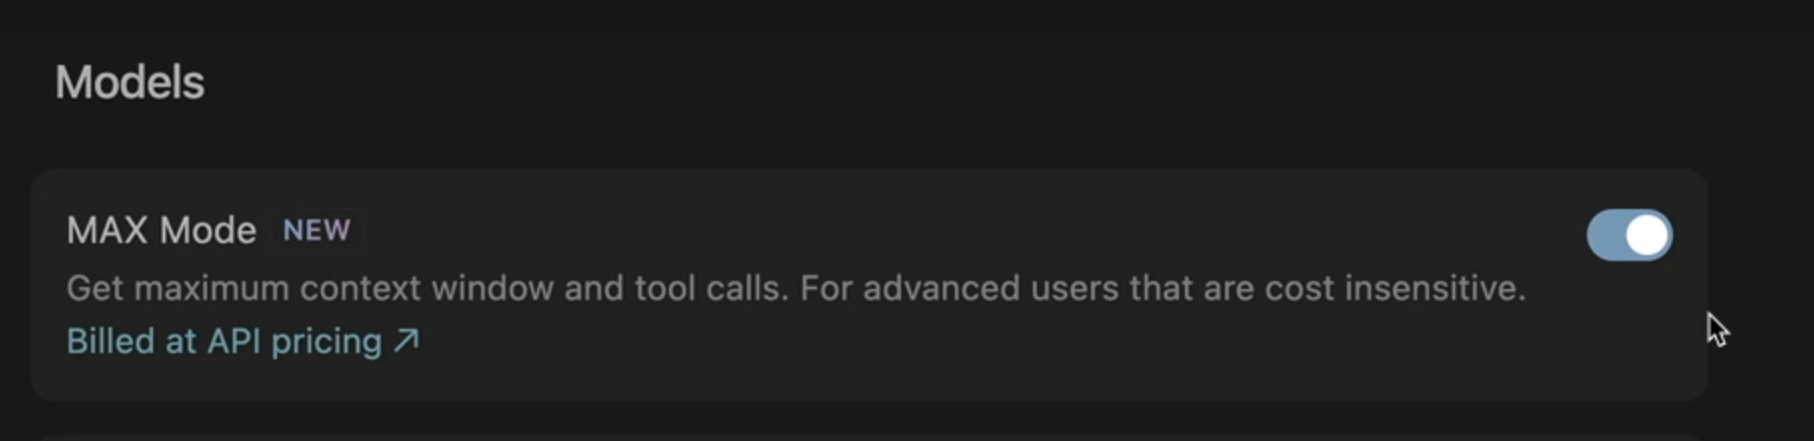 Models
MAX Mode NEW
Get maximum context window and tool calls. For advanced users that are cost insensitive.
Billed at API pricing ↗